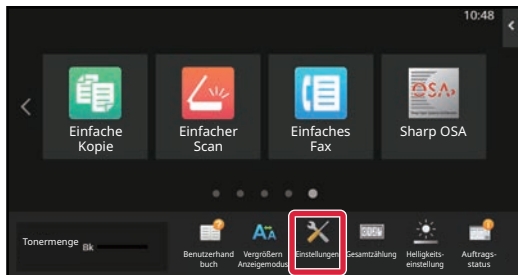 10:48
Einfache
Kopie
Einfacher
Scan
Einfaches
Fax
Sharp OSA
Tonermenge
Bk
Benutzerhand
buch
Vergrößern
Anzeigemodus
Einstellungen
Gesamtzählung
Helligkeits-
einstellung
Auftrags-
status